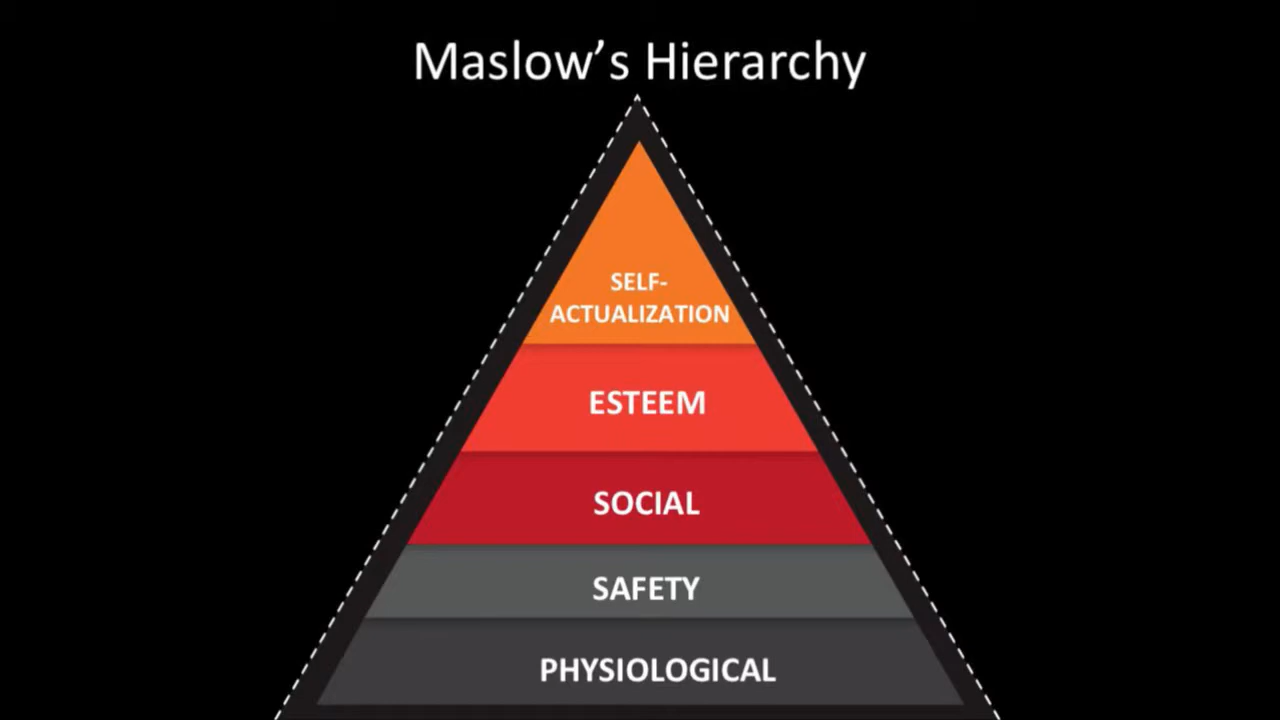 Maslow’s Hierarchy
SELF-
ACTUALIZATION
ESTEEM
SOCIAL
SAFETY
PHYSIOLOGICAL